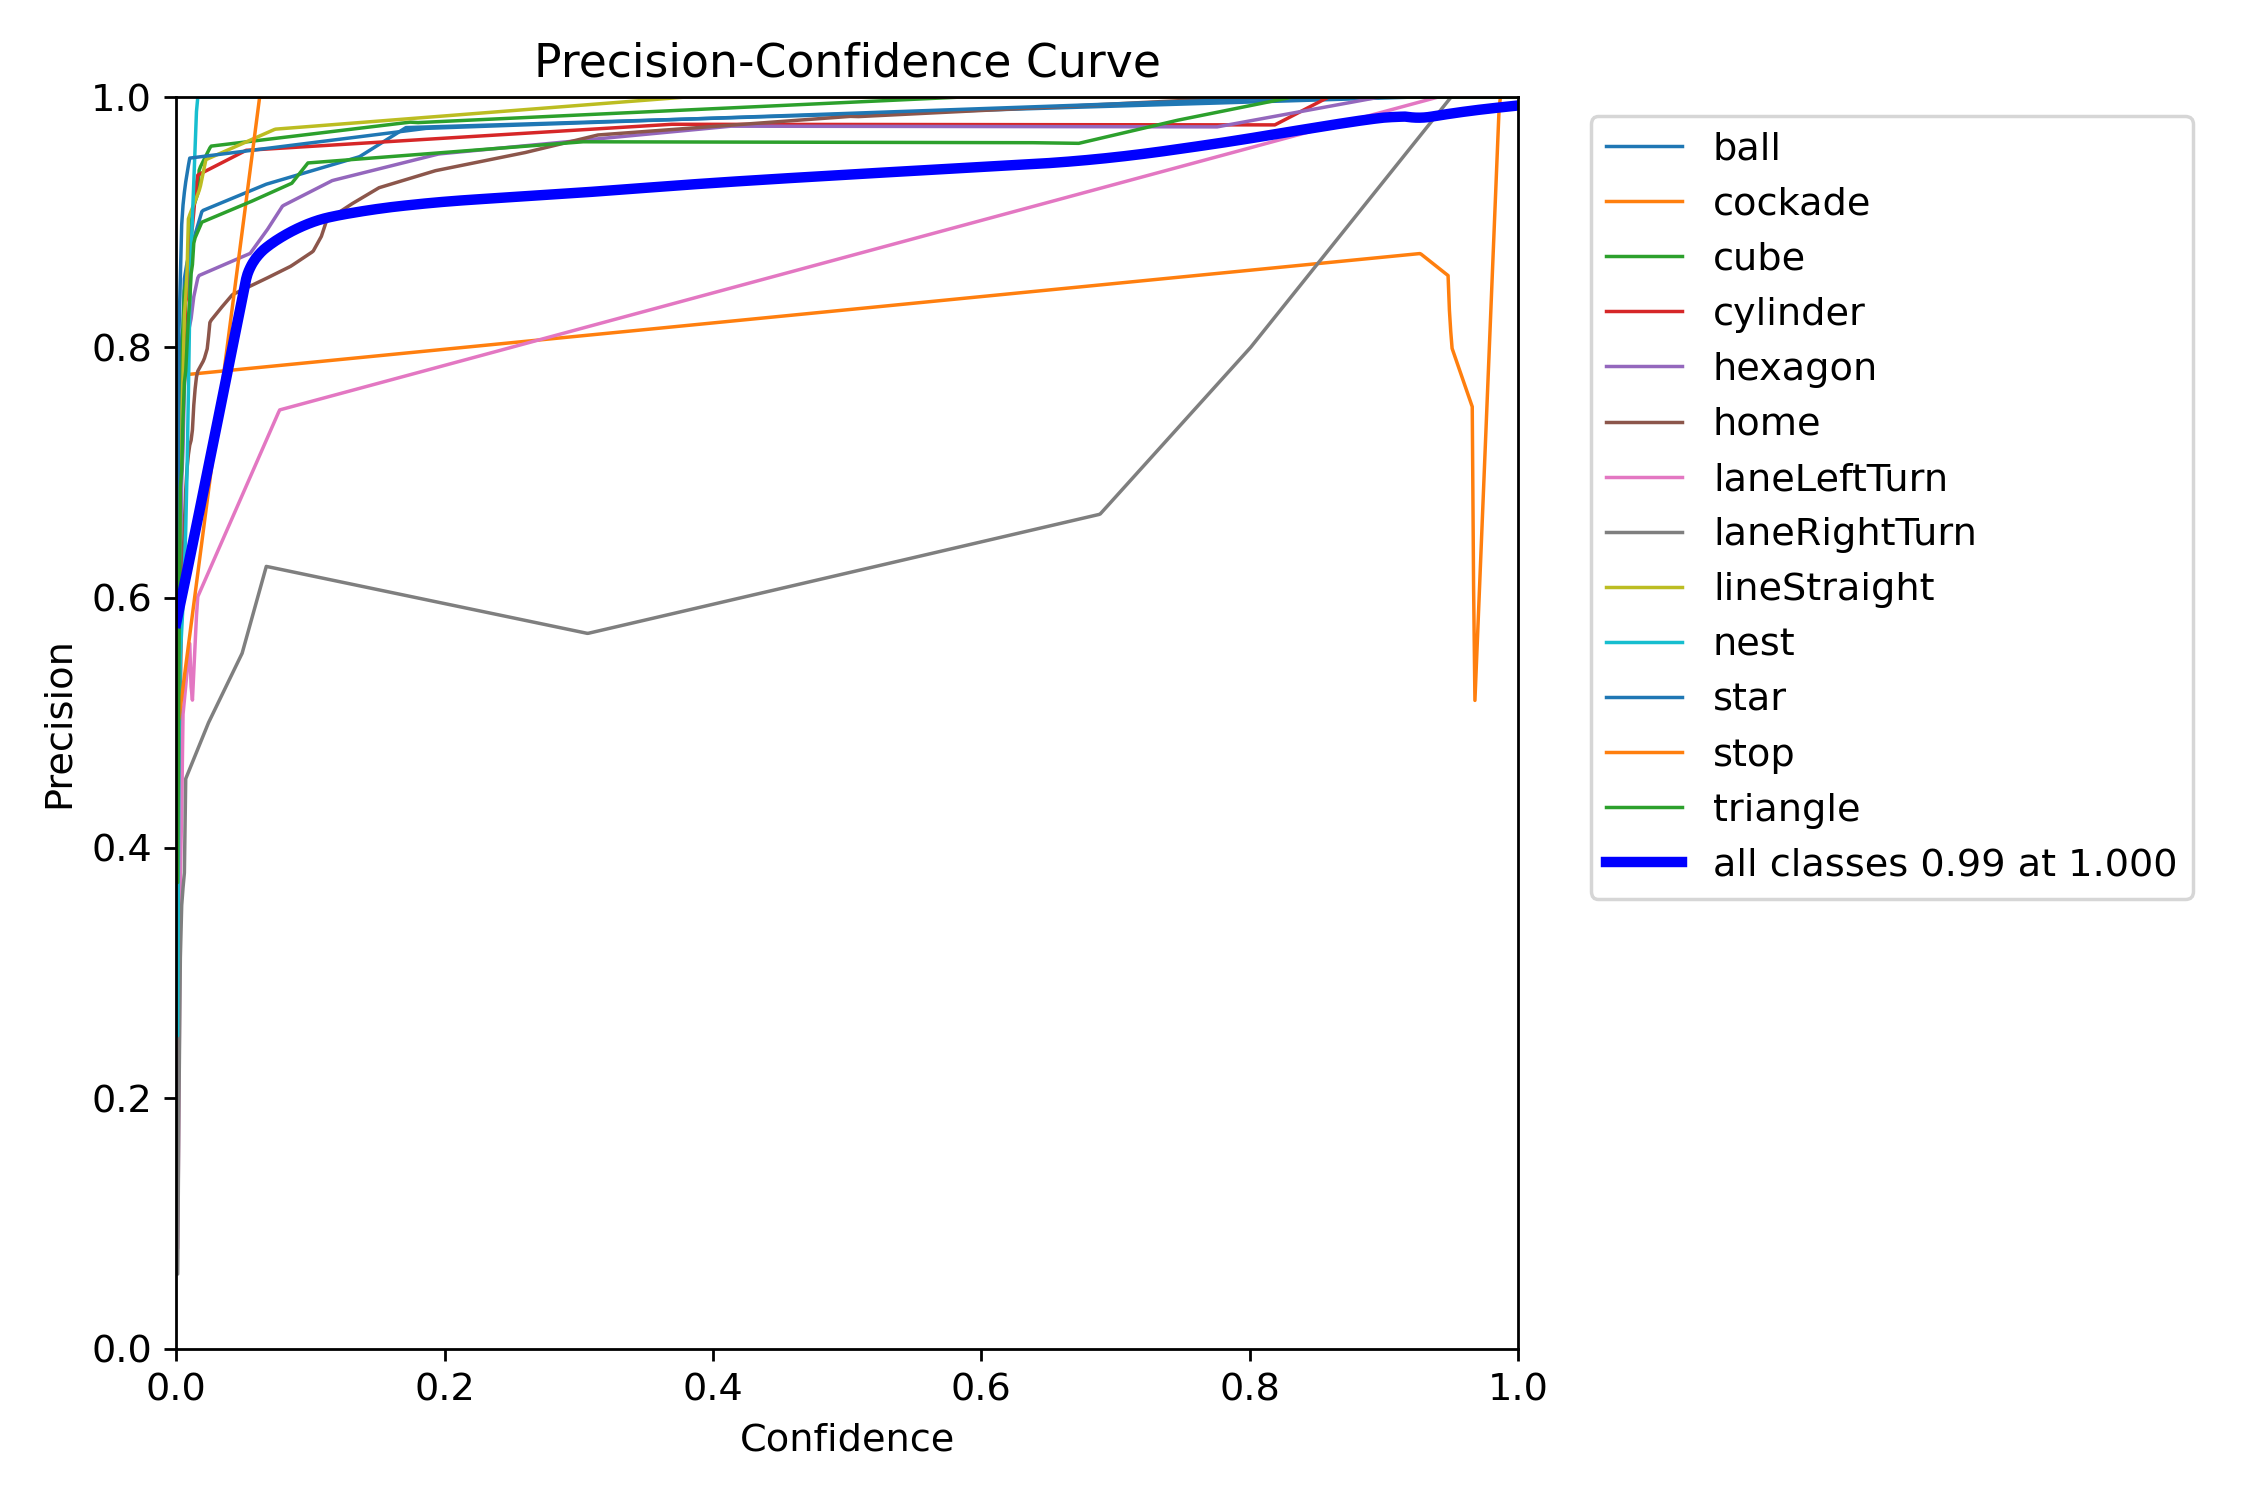 Precision-Confidence Curve
1.0
0.8
0.6
0.4
0.2
0.0
Precision
0.0 0.2 0.4 0.6 0.8 1.0
Confidence
ball
cockade
cube
cylinder
hexagon
home
laneLeftTurn
laneRightTurn
lineStraight
nest
star
stop
triangle
all classes 0.99 at 1.000